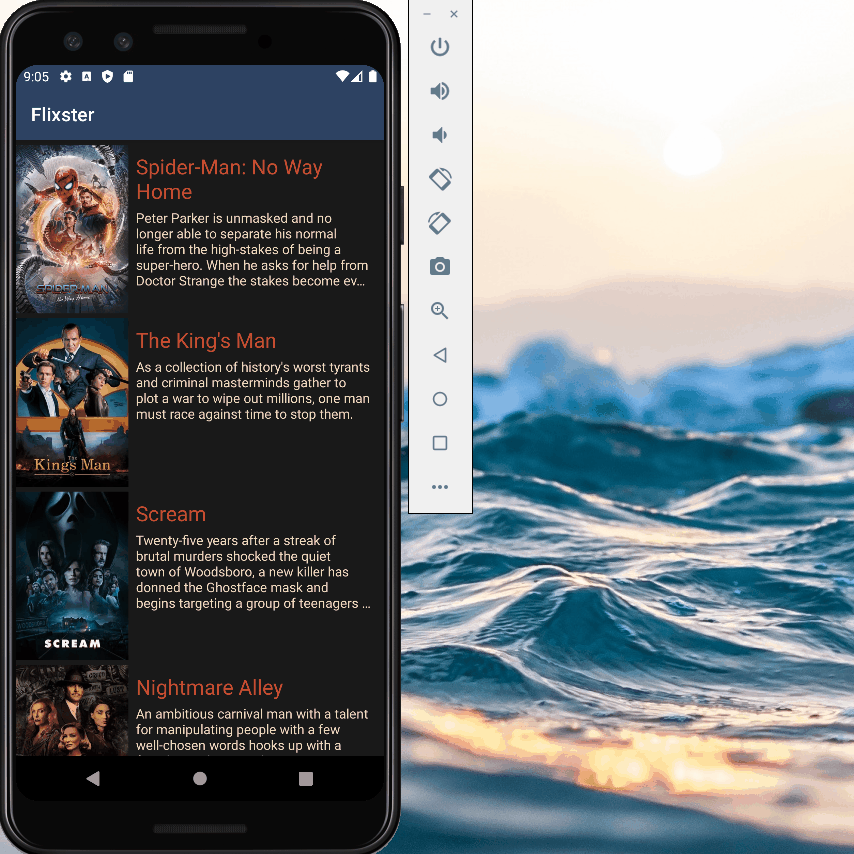 9:05
Flixster
Spider-Man: No Way
Home
Peter Parker is unmasked and no
longer able to separate his normal
life from the high-stakes of being a
super-hero. When he asks for help from
Doctor Strange the stakes become ev…
SPIDER-MAN
No Way Home
The King's Man
As a collection of history's worst tyrants
and criminal masterminds gather to
plot a war to wipe out millions, one man
must race against time to stop them.
The
King's Man
Scream
Twenty-five years after a streak of
brutal murders shocked the quiet
town of Woodsboro, a new killer has
donned the Ghostface mask and
begins targeting a group of teenagers …
SCREAM
Nightmare Alley
An ambitious carnival man with a talent
for manipulating people with a few
well-chosen words hooks up with a